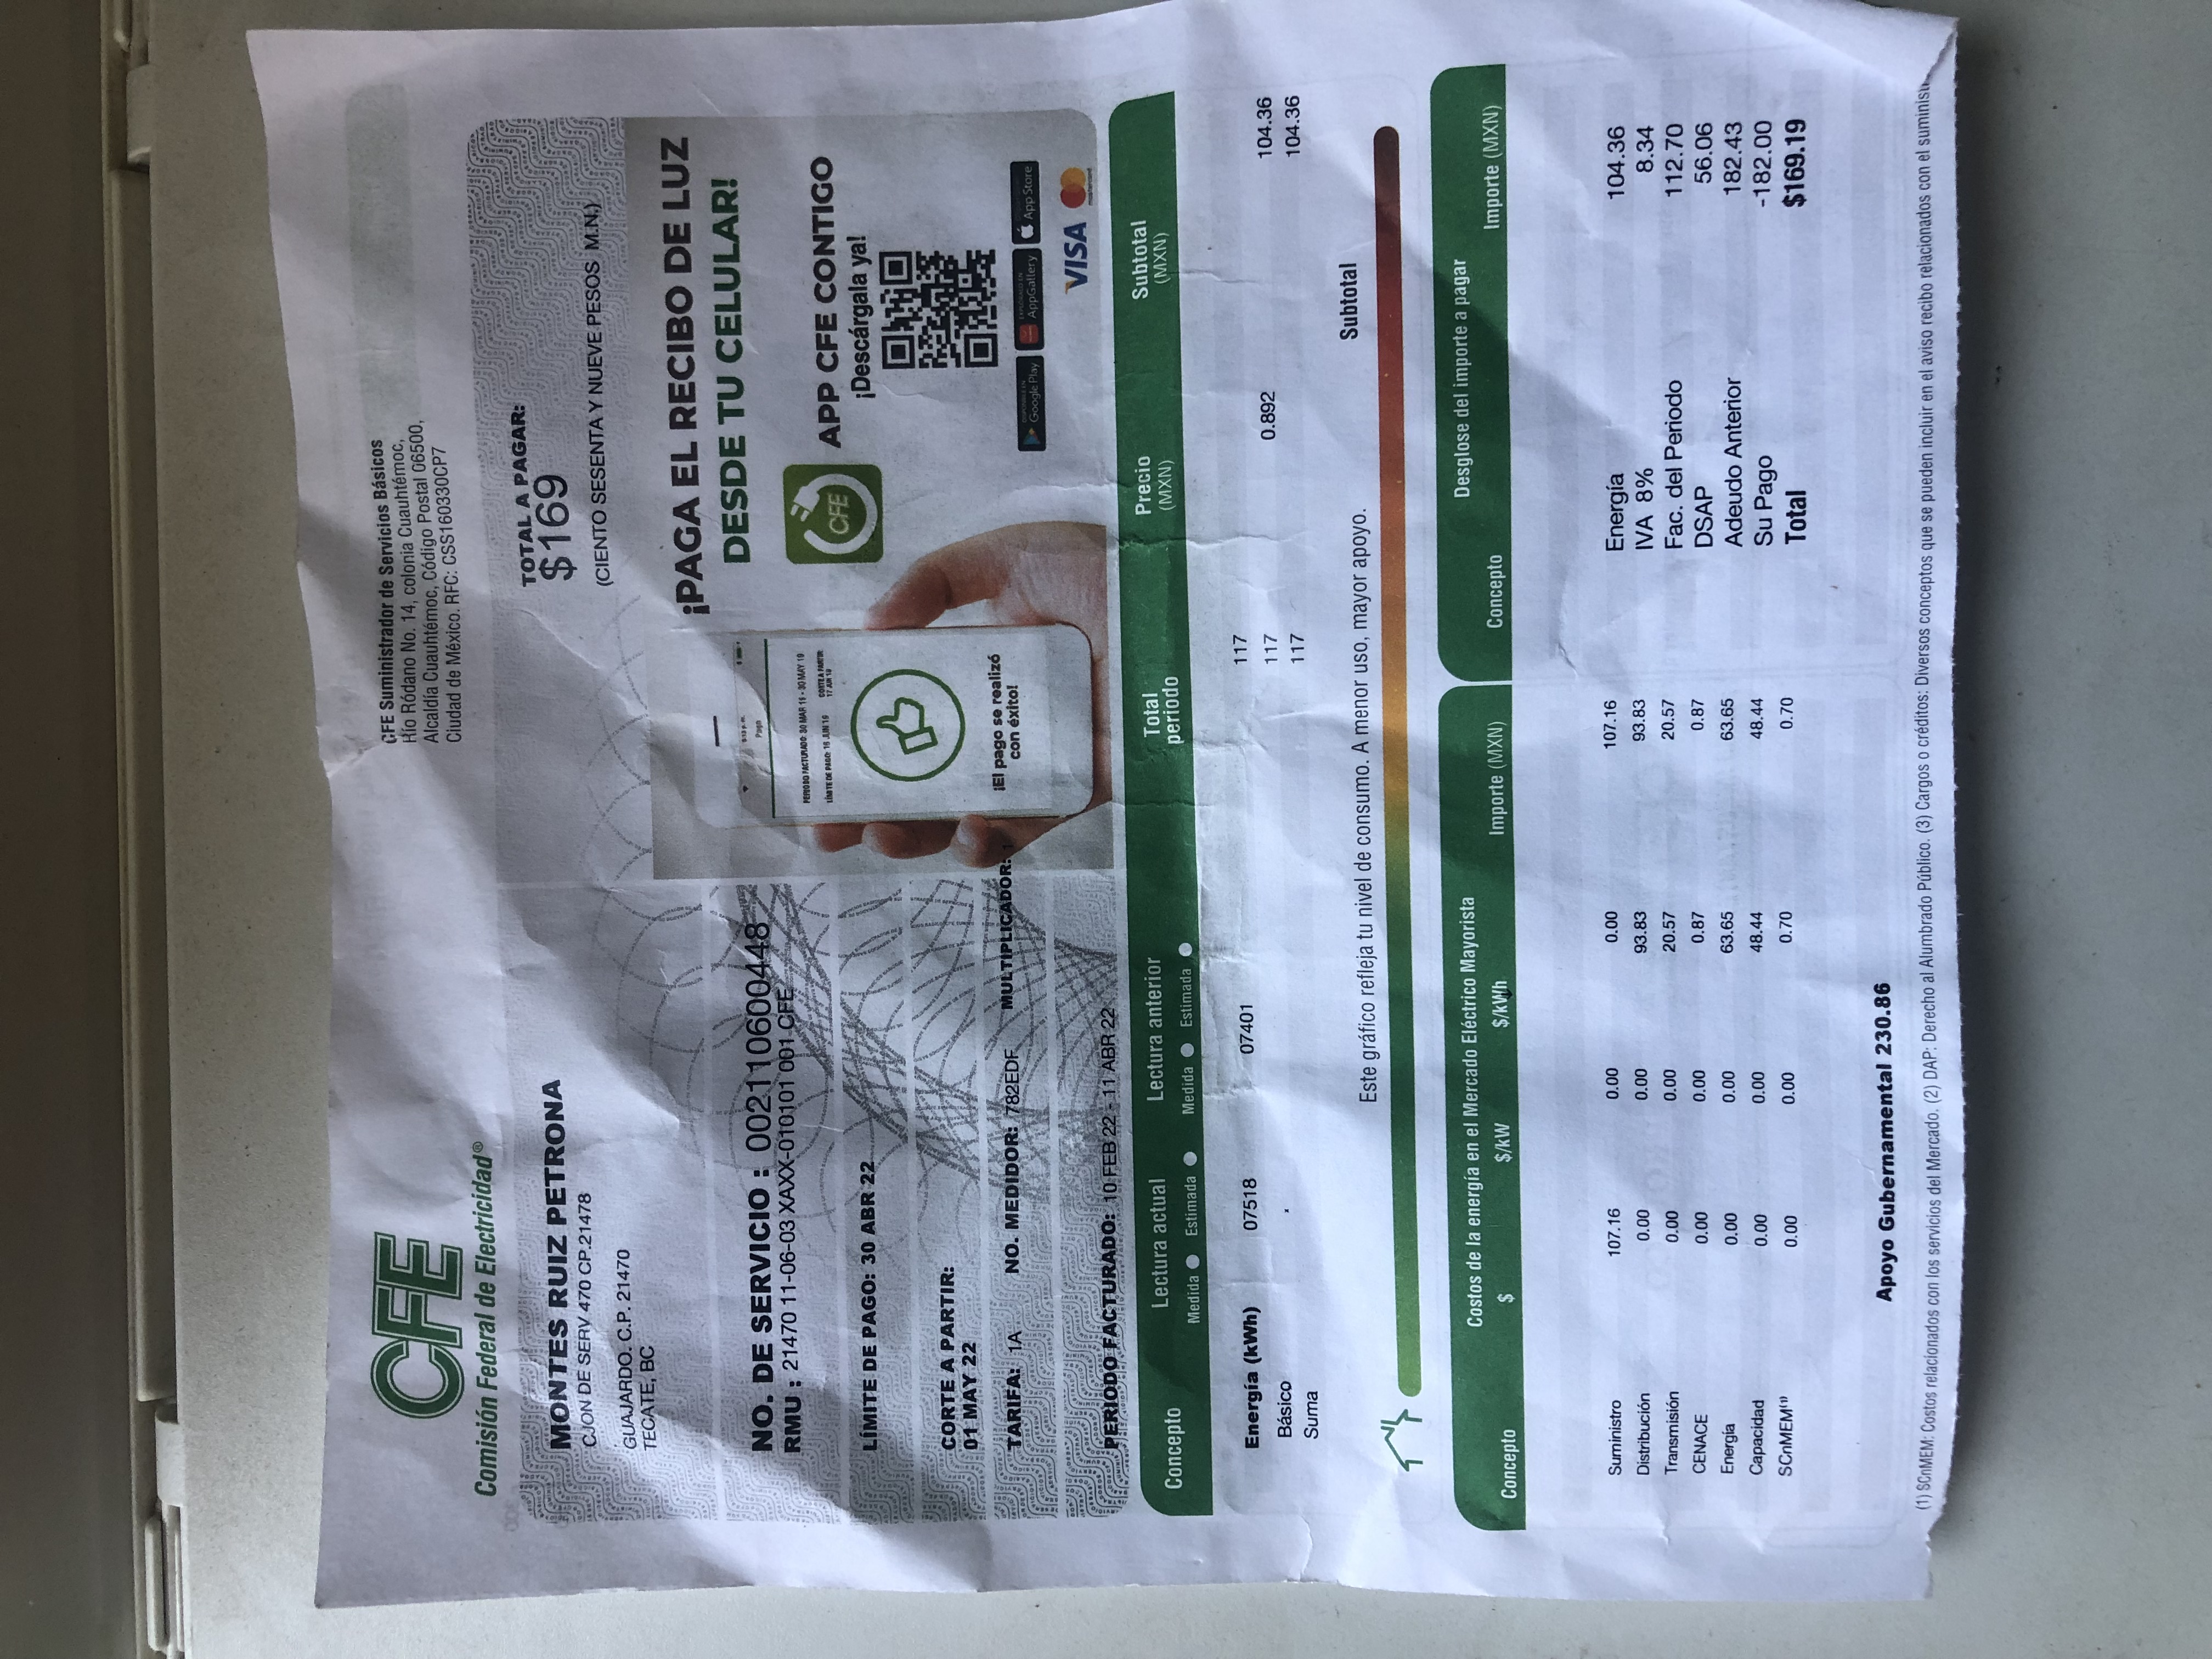 CFE
Comisión Federal de Electricidad®
CFE Suministrador de Servicios Básicos
Río Ródano No. 14, colonia Cuauhtémoc,
Alcaldía Cuauhtémoc, Código Postal 06500,
Ciudad de México. RFC: CSS160330CP7
MONTES RUIZ PETRONA
CJON DE SERV 470 CP.21478
GUAJARDO. C.P. 21470
TECATE, BC
TOTAL A PAGAR:
$169
(CIENTO SESENTA Y NUEVE PESOS M.N.)
NO. DE SERVICIO : 002110600448
RMU : 21470 11-06-03 XAXX-010101 001 CFE
LÍMITE DE PAGO: 30 ABR 22
CORTE A PARTIR:
01 MAY 22
TARIFA: 1A NO. MEDIDOR: 782EDF MULTIPLICADOR: 1
PERIODO FACTURADO: 10 FEB 22 - 11 ABR 22
Pago
PERIODO FACTURADO: 30 MAR 19 - 30 MAY 19
LÍMITE DE PAGO: 16 JUN 19 CORTE A PARTIR:
17 JUN 19
¡El pago se realizó
con éxito!
¡PAGA EL RECIBO DE LUZ
DESDE TU CELULAR!
CFE
APP CFE CONTIGO
¡Descárgala ya!
Google Play AppGallery App Store
VISA mastercard
Concepto Lectura actual Lectura anterior Total periodo Precio (MXN) Subtotal (MXN)
Medida Estimada Medida Estimada
Energía (kWh) 07518 07401 117
Básico 117 0.892 104.36
Suma 117 104.36
Subtotal
Este gráfico refleja tu nivel de consumo. A menor uso, mayor apoyo.
Costos de la energía en el Mercado Eléctrico Mayorista
Concepto $ $/kW $/kWh Importe (MXN)
Suministro 107.16 0.00 0.00 107.16
Distribución 0.00 0.00 93.83 93.83
Transmisión 0.00 0.00 20.57 20.57
CENACE 0.00 0.00 0.87 0.87
Energía 0.00 0.00 63.65 63.65
Capacidad 0.00 0.00 48.44 48.44
SCnMEM(1) 0.00 0.00 0.70 0.70
Apoyo Gubernamental 230.86
Desglose del importe a pagar
Concepto Importe (MXN)
Energía 104.36
IVA 8% 8.34
Fac. del Periodo 112.70
DSAP 56.06
Adeudo Anterior 182.43
Su Pago -182.00
Total $169.19
(1) SCnMEM: Costos relacionados con los servicios del Mercado. (2) DAP: Derecho al Alumbrado Público. (3) Cargos o créditos: Diversos conceptos que se pueden incluir en el aviso recibo relacionados con el